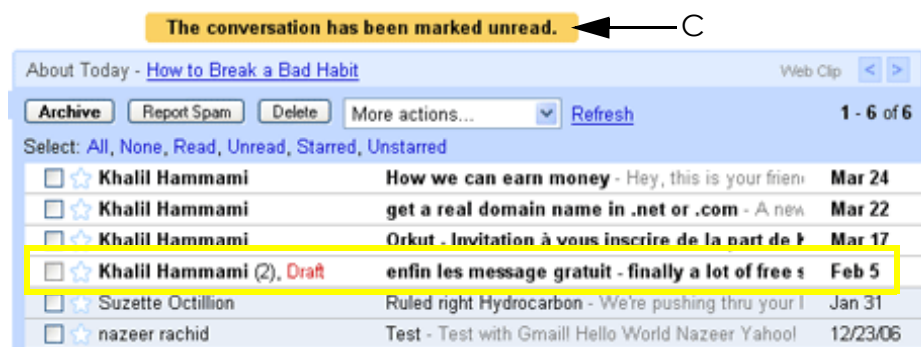 The conversation has been marked unread. C
About Today - How to Break a Bad Habit Web Clip < >
Archive Report Spam Delete More actions... Refresh 1 - 6 of 6
Select: All, None, Read, Unread, Starred, Unstarred
Khalil Hammami How we can earn money - Hey, this is your Mar 24
Khalil Hammami get a real domain name in .net or .com - A new Mar 22
Khalil Hammami Orkut . Invitation à vous inscrire de la part de Mar 17
Khalil Hammami (2), Draft enfin les message gratuit - finally a lot of free Feb 5
Suzette Octillion Ruled right Hydrocarbon - We're pushing thru your Jan 31
nazeer rachid Test - Test with Gmaill Hello World Nazeer Yahoo! 12/23/06